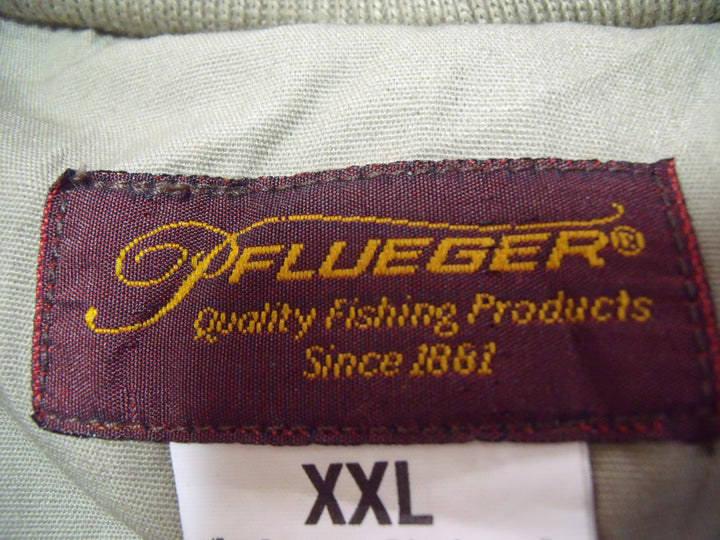 PFLUEGER®
Quality Fishing Products
Since 1881
XXL